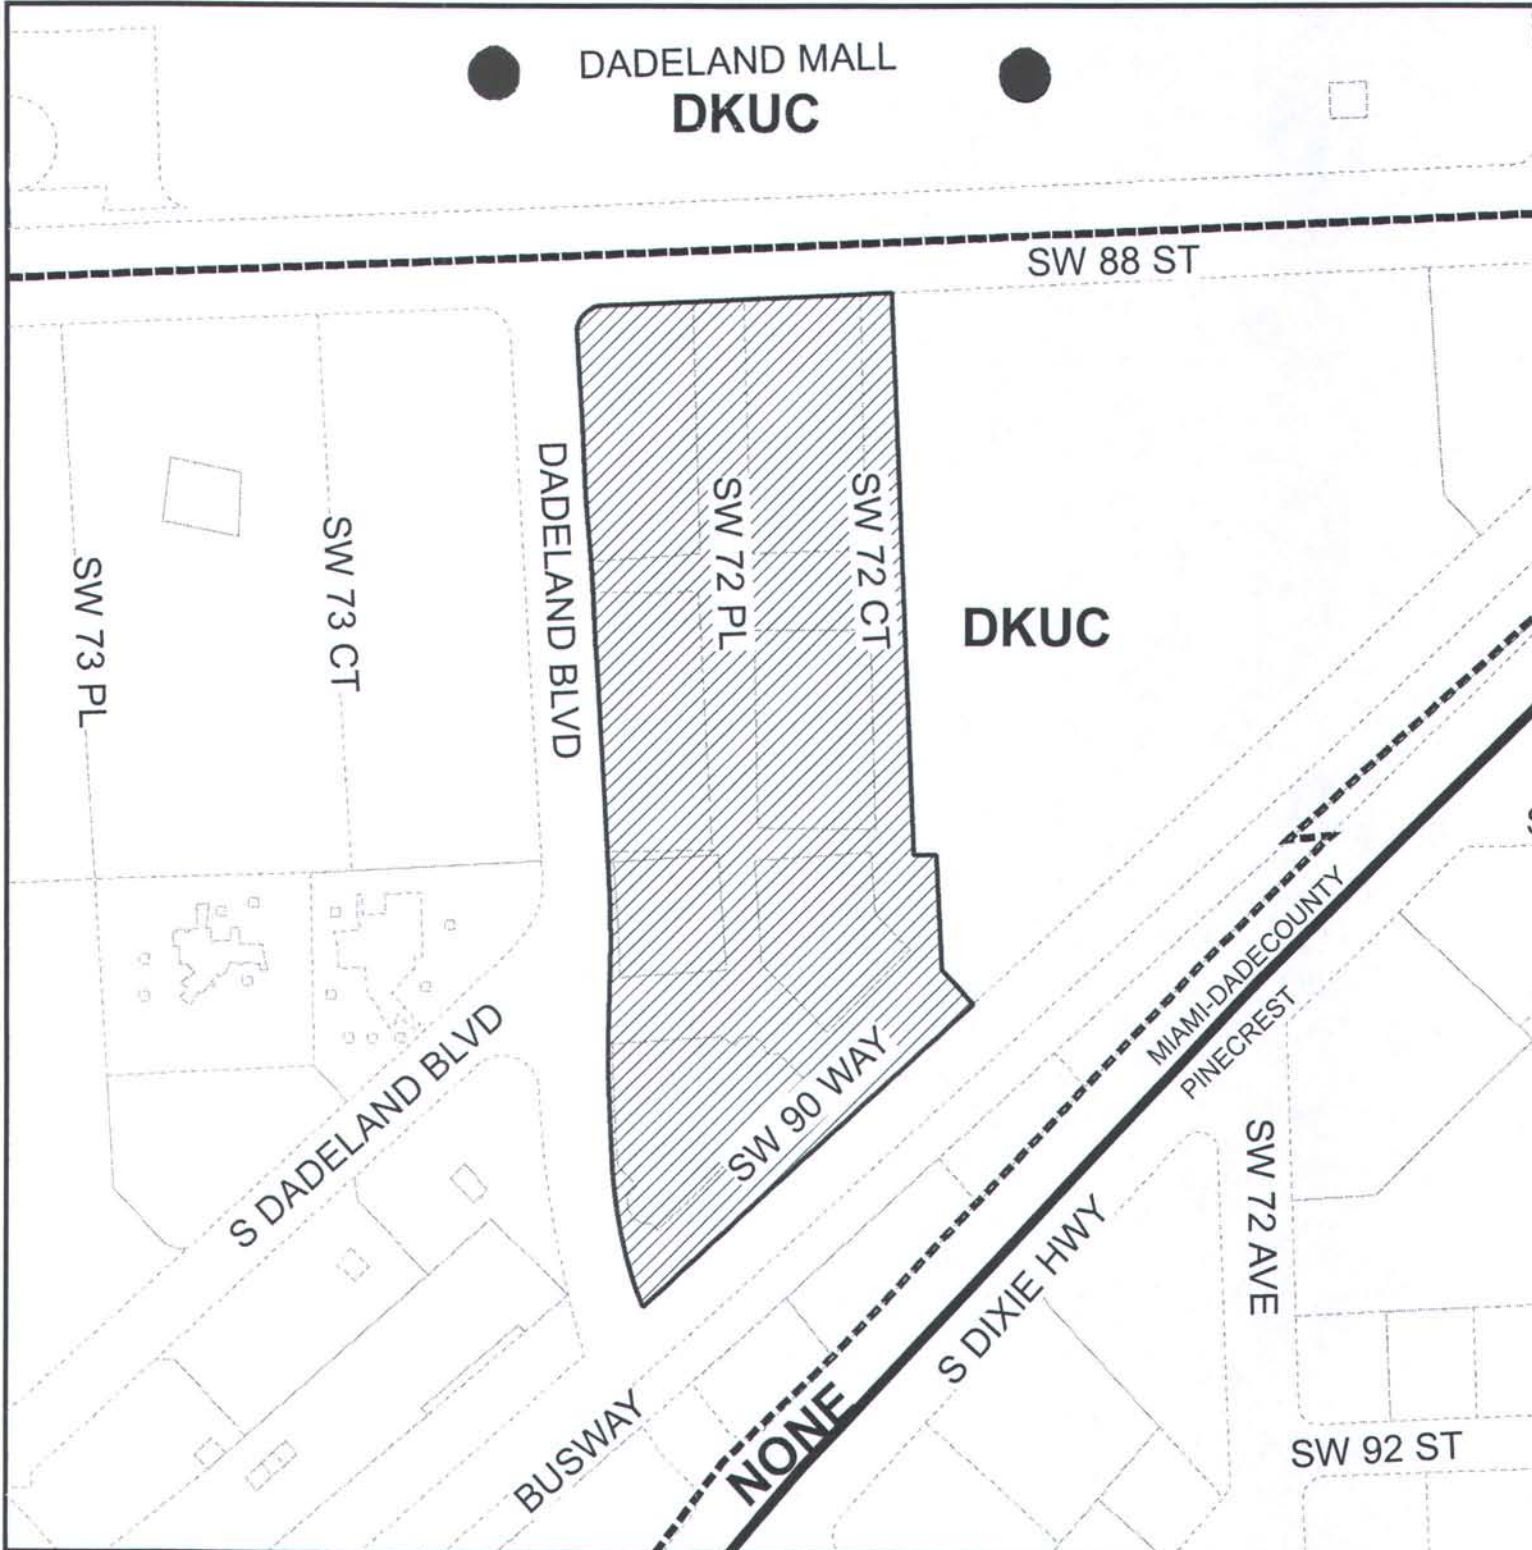 DADELAND MALL
DKUC
SW 88 ST
DADELAND BLVD
SW 72 PL
SW 72 CT
SW 73 CT
SW 73 PL
DKUC
MIAMI-DADECOUNTY
PINECREST
SW 90 WAY
S DADELAND BLVD
SW 72 AVE
S DIXIE HWY
NONE
BUSWAY
SW 92 ST